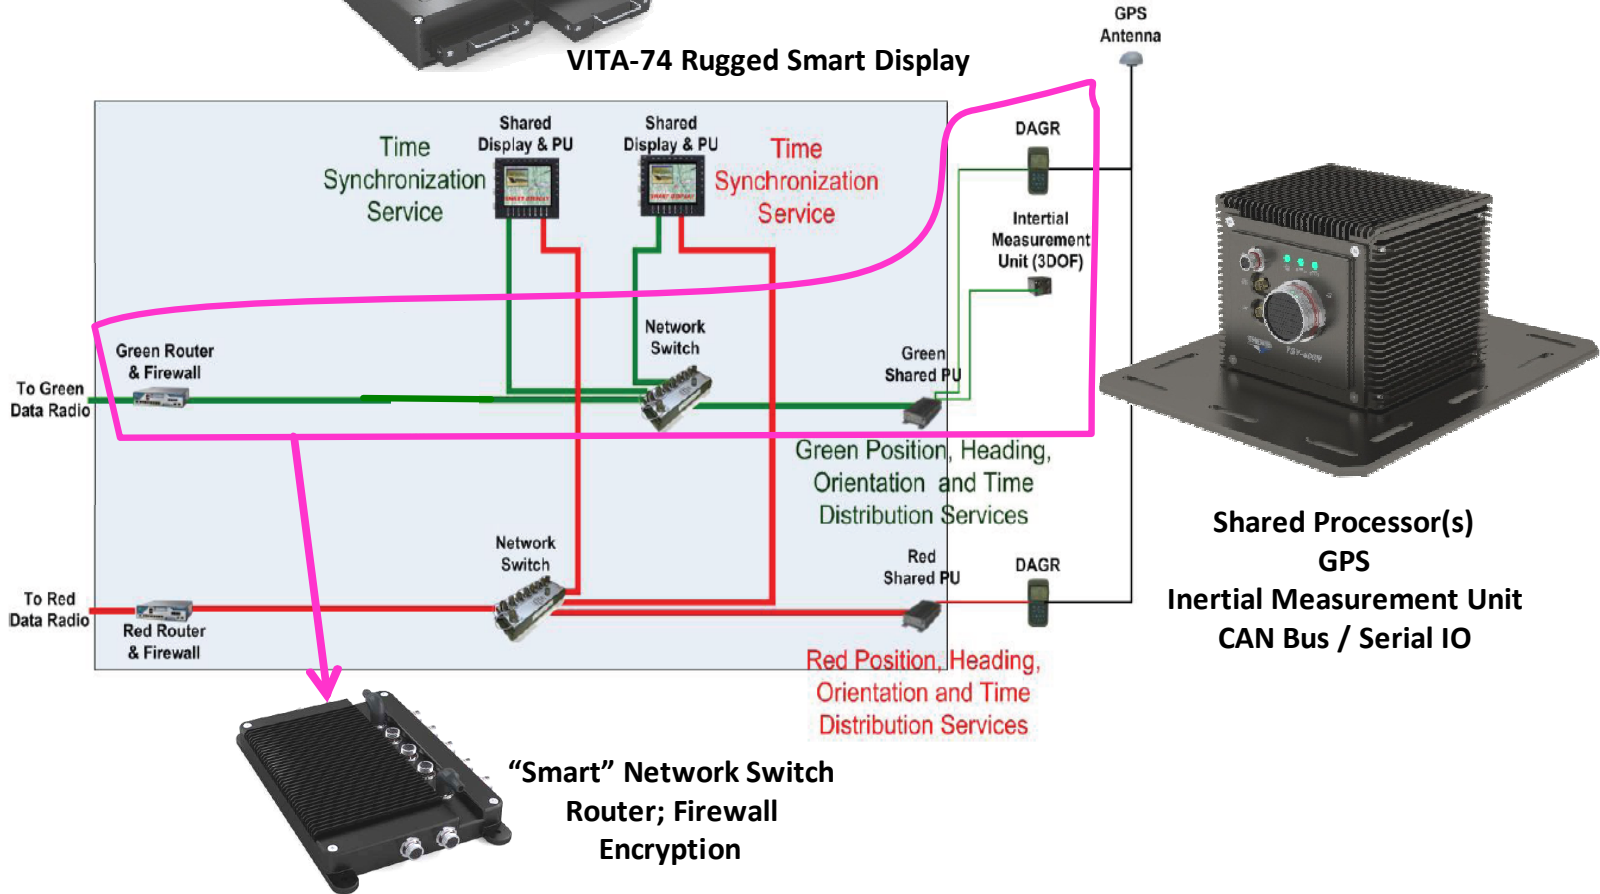 GPS
Antenna
VITA-74 Rugged Smart Display
Shared
Display & PU
Shared
Display & PU
DAGR
Time
Synchronization
Service
Time
Synchronization
Service
Intertial
Measurement
Unit (3DOF)
Network
Switch
Green Router
& Firewall
Green
Shared PU
To Green
Data Radio
Green Position, Heading,
Orientation and Time
Distribution Services
Shared Processor(s)
GPS
Inertial Measurement Unit
CAN Bus / Serial IO
Network
Switch
Red
Shared PU
DAGR
To Red
Data Radio
Red Router
& Firewall
Red Position, Heading,
Orientation and Time
Distribution Services
“Smart” Network Switch
Router; Firewall
Encryption